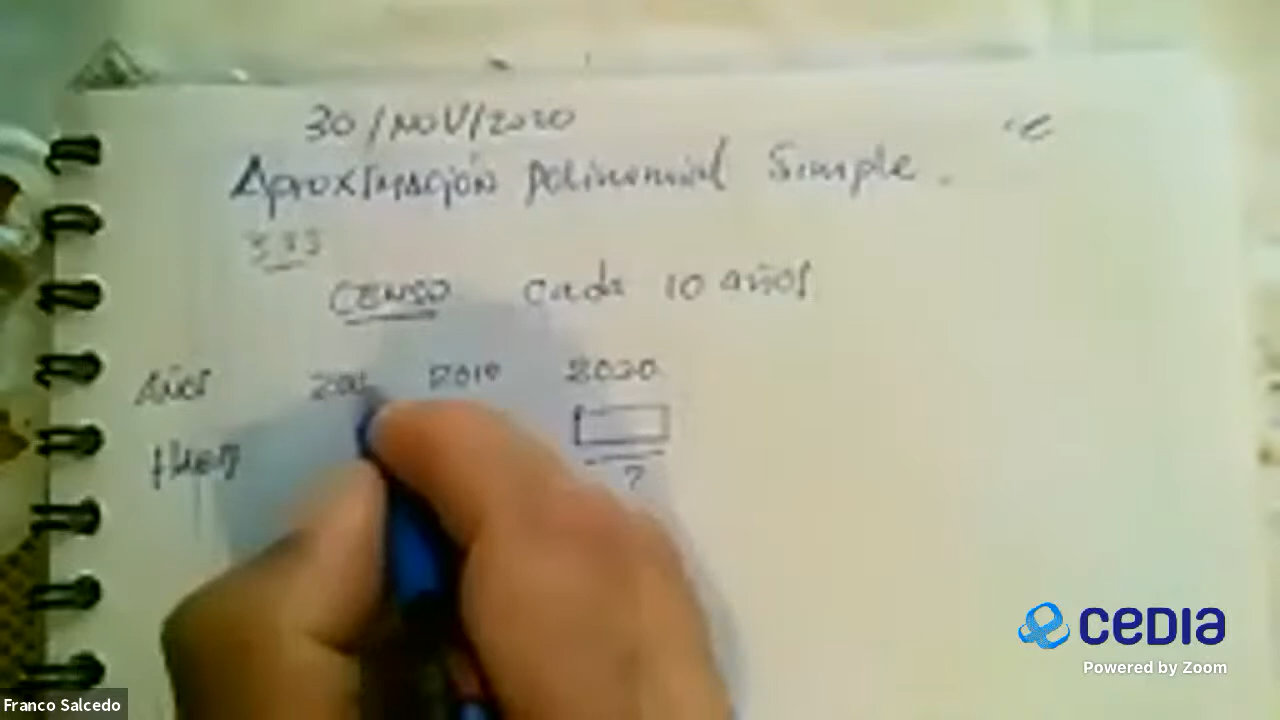 30/NOV/2020
Aproximación Polinomial Simple.
CENSO cada 10 años
Años 200 2010 2020
?
CEDIA
Powered by Zoom
Franco Salcedo